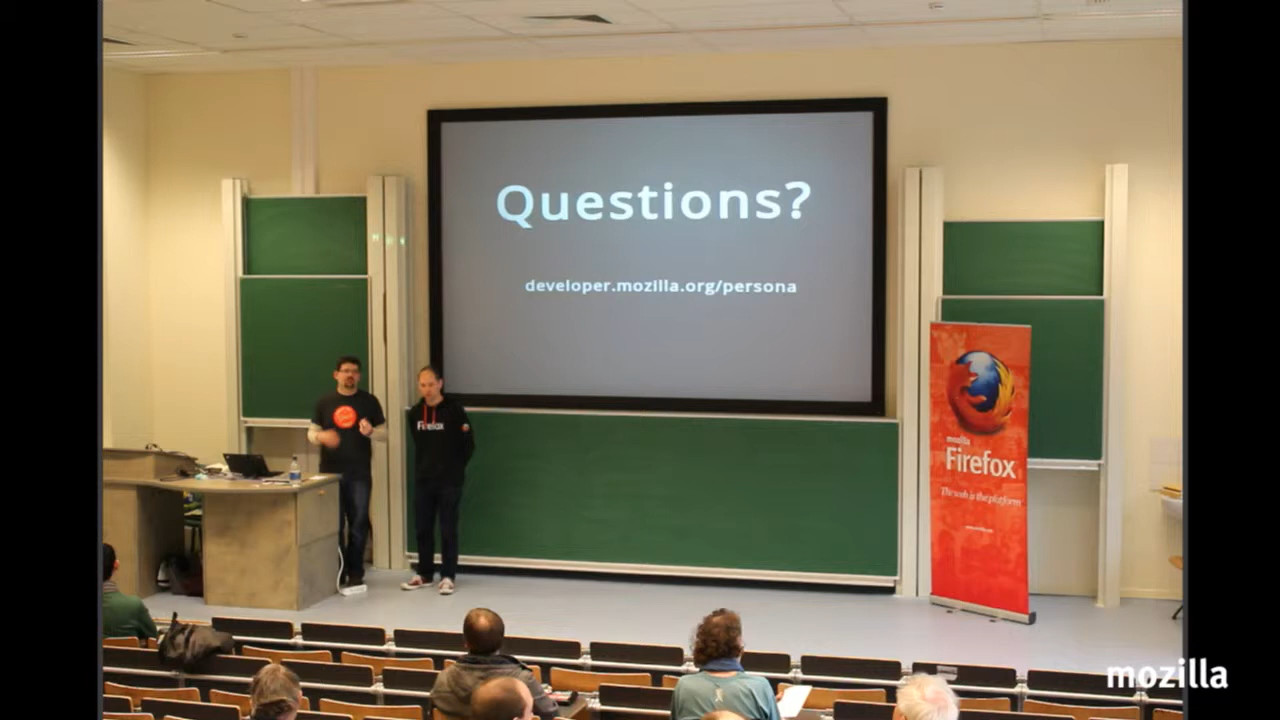 Questions?
developer.mozilla.org/persona
Firefox
mozilla
Firefox
The web is the platform
mozilla